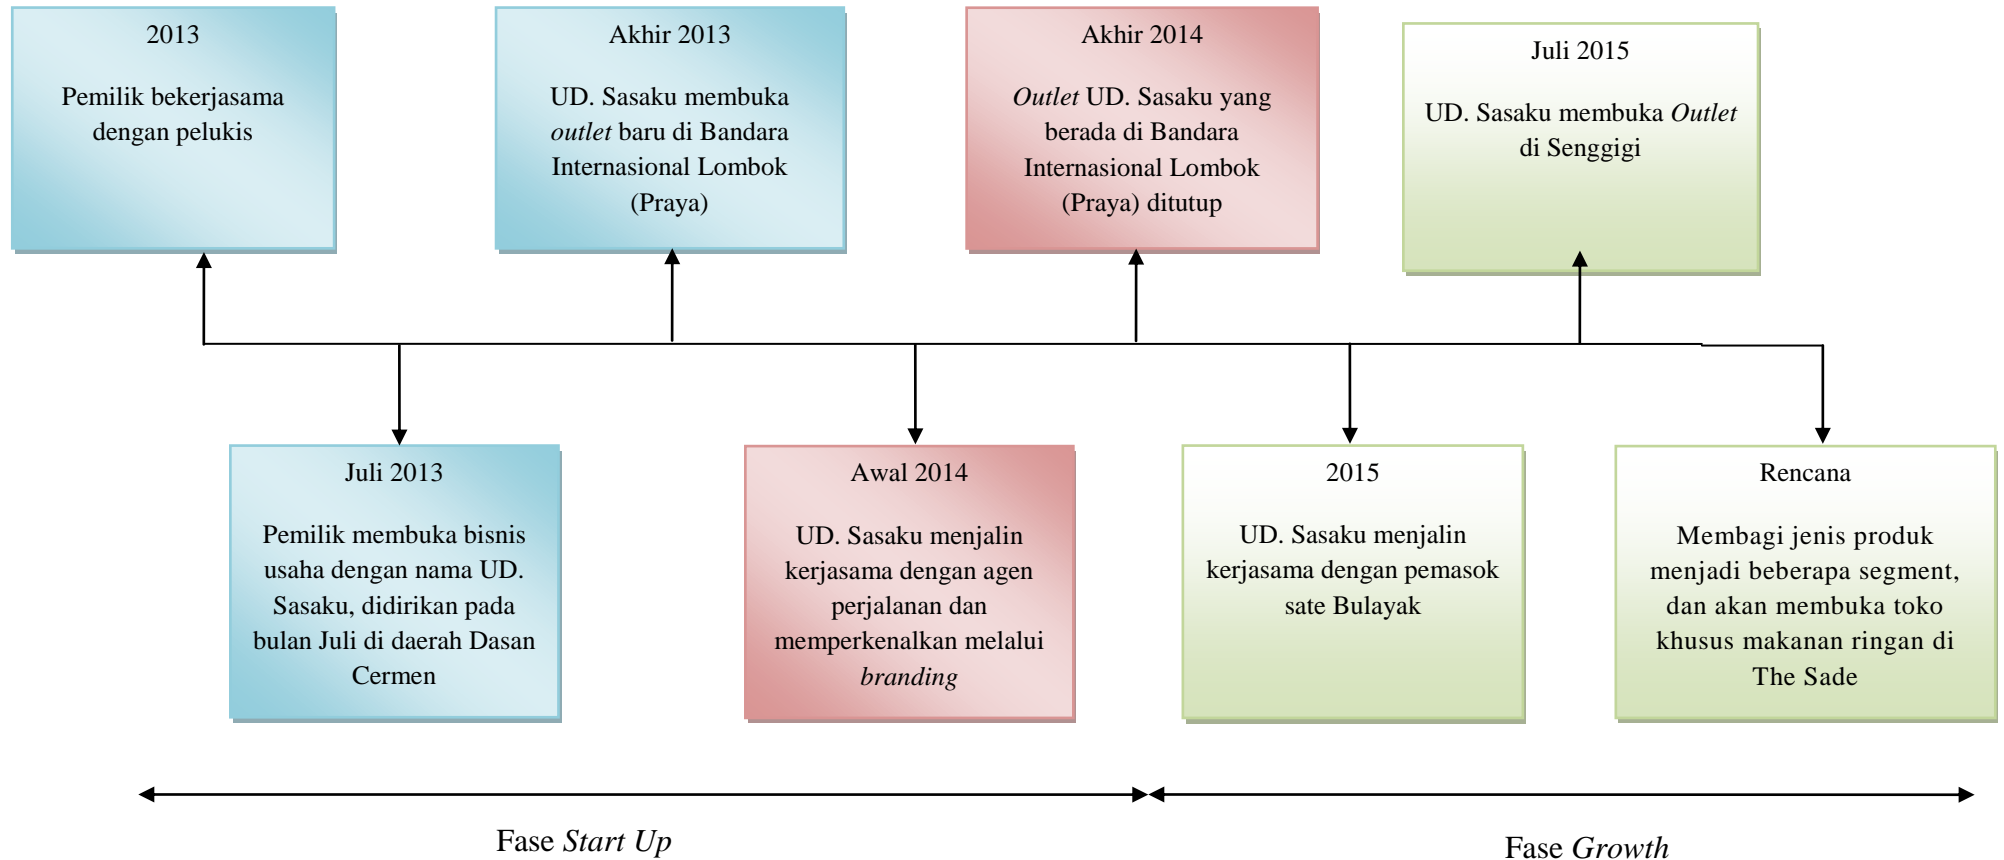 2013
Pemilik bekerjasama
dengan pelukis
Akhir 2013
UD. Sasaku membuka
outlet baru di Bandara
Internasional Lombok
(Praya)
Akhir 2014
Outlet UD. Sasaku yang
berada di Bandara
Internasional Lombok
(Praya) ditutup
Juli 2015
UD. Sasaku membuka Outlet
di Senggigi
Juli 2013
Pemilik membuka bisnis
usaha dengan nama UD.
Sasaku, didirikan pada
bulan Juli di daerah Dasan
Cermen
Awal 2014
UD. Sasaku menjalin
kerjasama dengan agen
perjalanan dan
memperkenalkan melalui
branding
2015
UD. Sasaku menjalin
kerjasama dengan pemasok
sate Bulayak
Rencana
Membagi jenis produk
menjadi beberapa segment,
dan akan membuka toko
khusus makanan ringan di
The Sade
Fase Start Up
Fase Growth